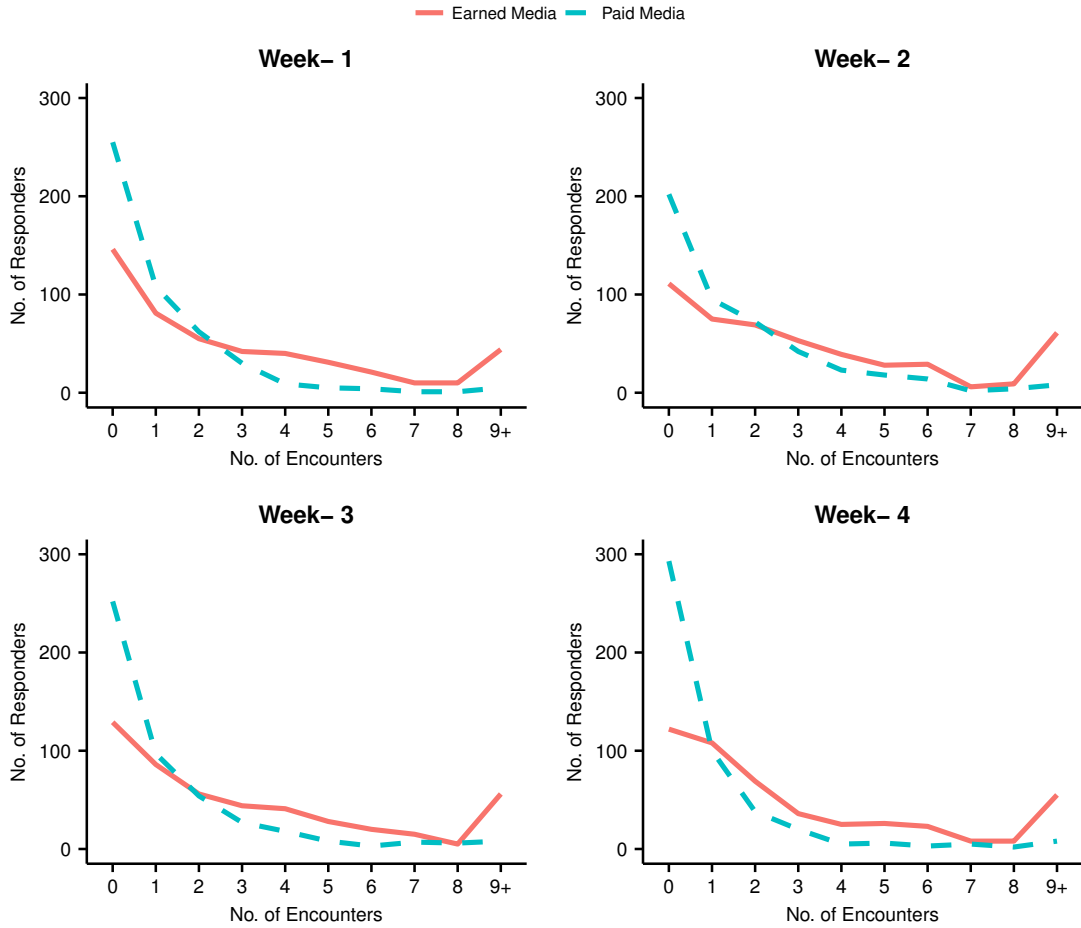 Earned Media Paid Media
Week– 1
300
200
100
0
No. of Responders
0 1 2 3 4 5 6 7 8 9+
No. of Encounters
Week– 2
300
200
100
0
No. of Responders
0 1 2 3 4 5 6 7 8 9+
No. of Encounters
Week– 3
300
200
100
0
No. of Responders
0 1 2 3 4 5 6 7 8 9+
No. of Encounters
Week– 4
300
200
100
0
No. of Responders
0 1 2 3 4 5 6 7 8 9+
No. of Encounters